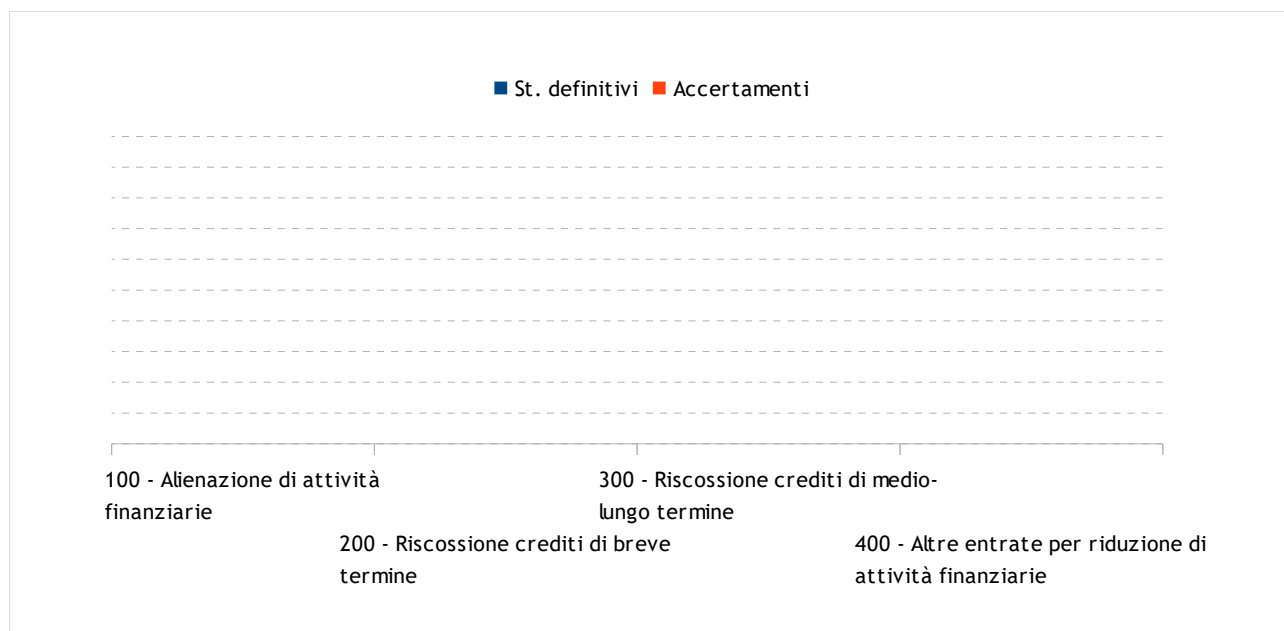 St. definitivi Accertamenti
100 - Alienazione di attività
finanziarie
200 - Riscossione crediti di breve
termine
300 - Riscossione crediti di medio-
lungo termine
400 - Altre entrate per riduzione di
attività finanziarie